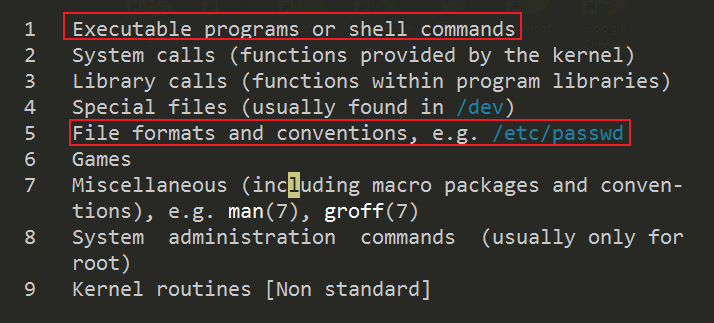 1 Executable programs or shell commands
2 System calls (functions provided by the kernel)
3 Library calls (functions within program libraries)
4 Special files (usually found in /dev)
5 File formats and conventions, e.g. /etc/passwd
6 Games
7 Miscellaneous (including macro packages and conven-
tions), e.g. man(7), groff(7)
8 System administration commands (usually only for
root)
9 Kernel routines [Non standard]